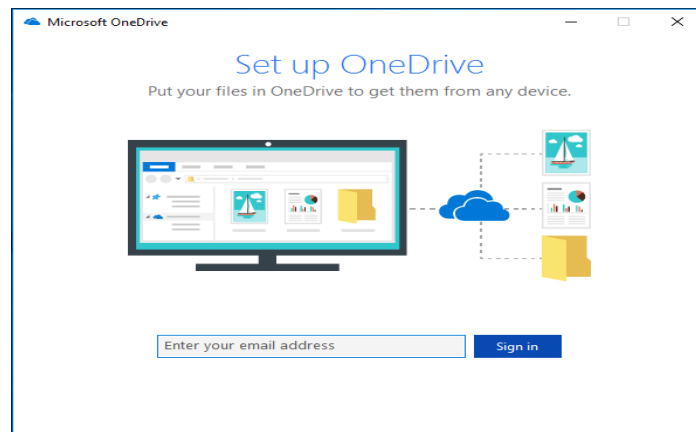 Microsoft OneDrive
Set up OneDrive
Put your files in OneDrive to get them from any device.
Enter your email address
Sign in